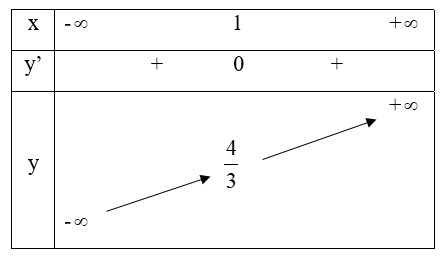 x -∞ 1 +∞
y’ + 0 +
+∞
4
3
y
-∞